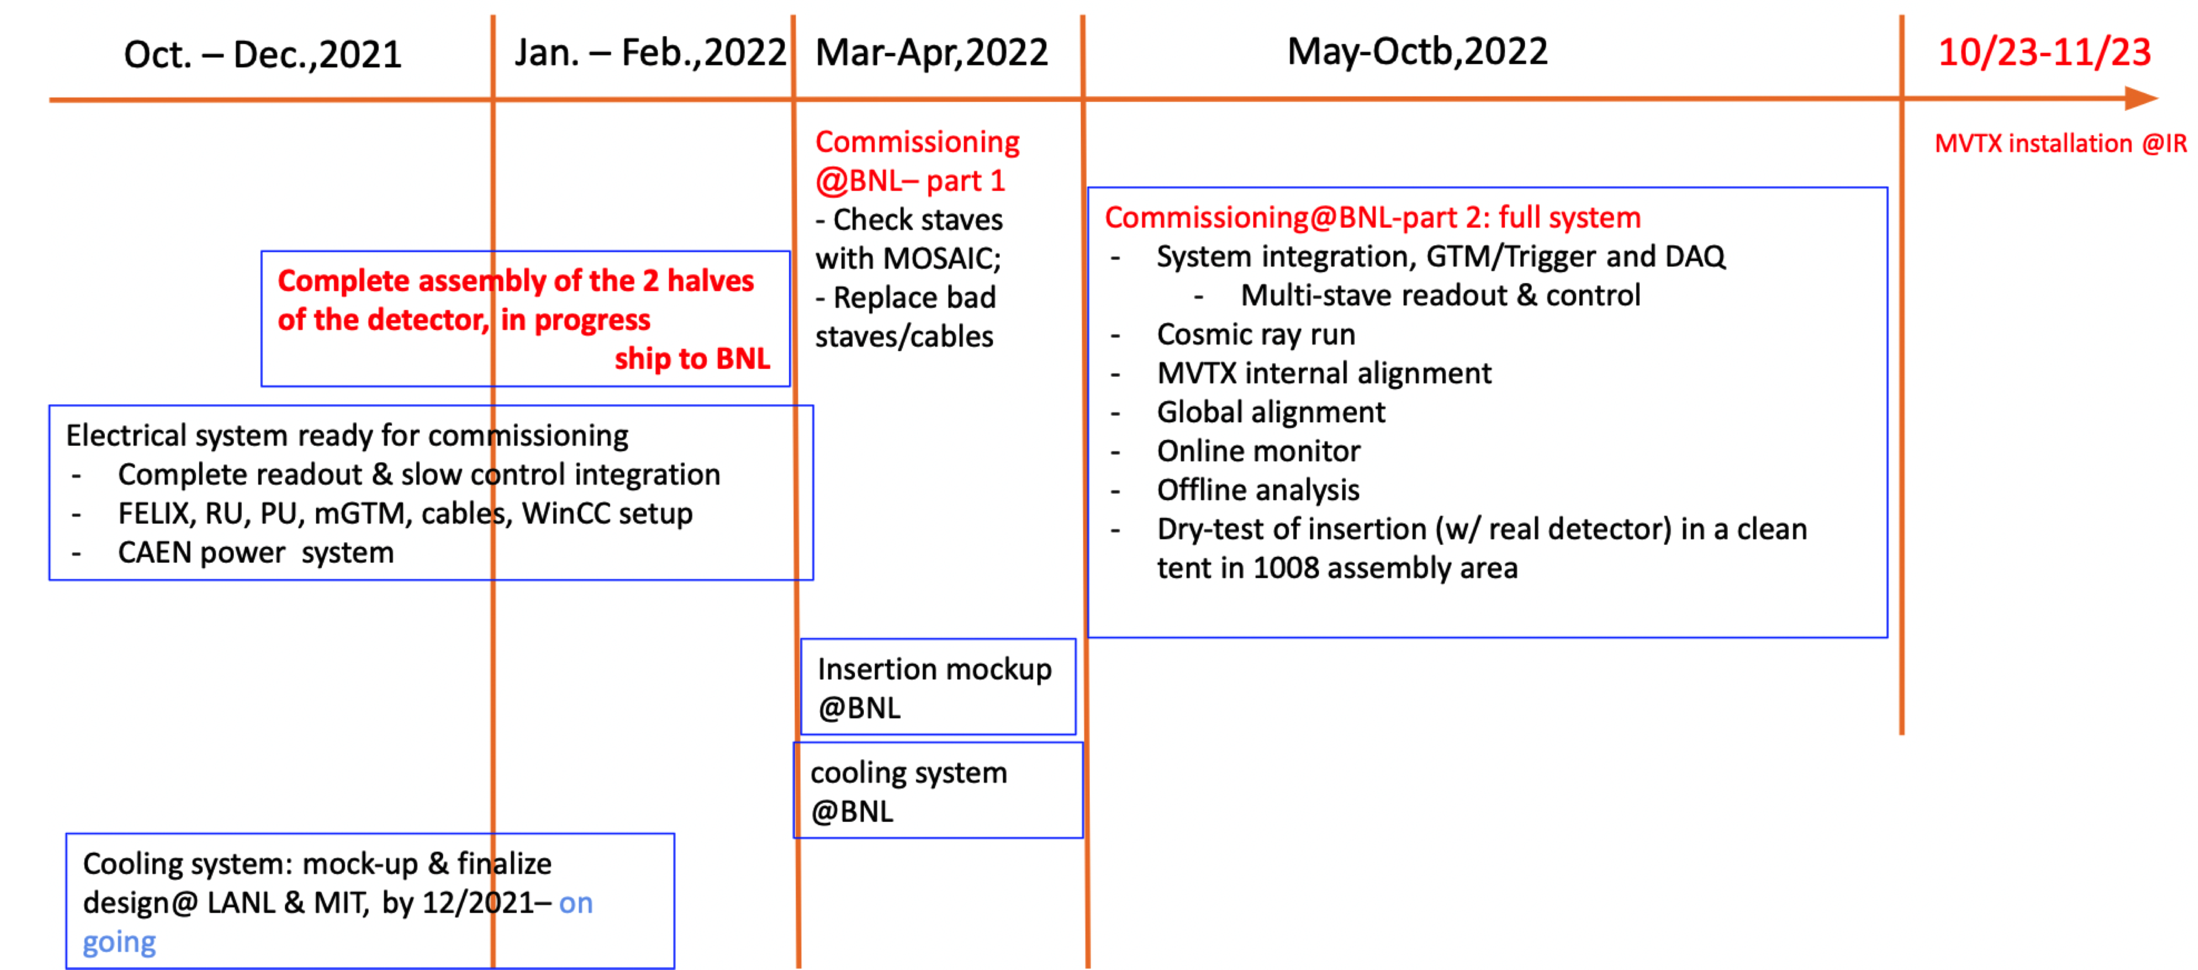 Oct. – Dec.,2021
Jan. – Feb.,2022
Mar-Apr,2022
May-Octb,2022
10/23-11/23
Commissioning
@BNL– part 1
- Check staves
with MOSAIC;
- Replace bad
staves/cables
MVTX installation @IR
Commissioning@BNL-part 2: full system
- System integration, GTM/Trigger and DAQ
- Multi-stave readout & control
- Cosmic ray run
- MVTX internal alignment
- Global alignment
- Online monitor
- Offline analysis
- Dry-test of insertion (w/ real detector) in a clean
tent in 1008 assembly area
Complete assembly of the 2 halves
of the detector, in progress
ship to BNL
Electrical system ready for commissioning
- Complete readout & slow control integration
- FELIX, RU, PU, mGTM, cables, WinCC setup
- CAEN power system
Insertion mockup
@BNL
cooling system
@BNL
Cooling system: mock-up & finalize
design@ LANL & MIT, by 12/2021– on
going